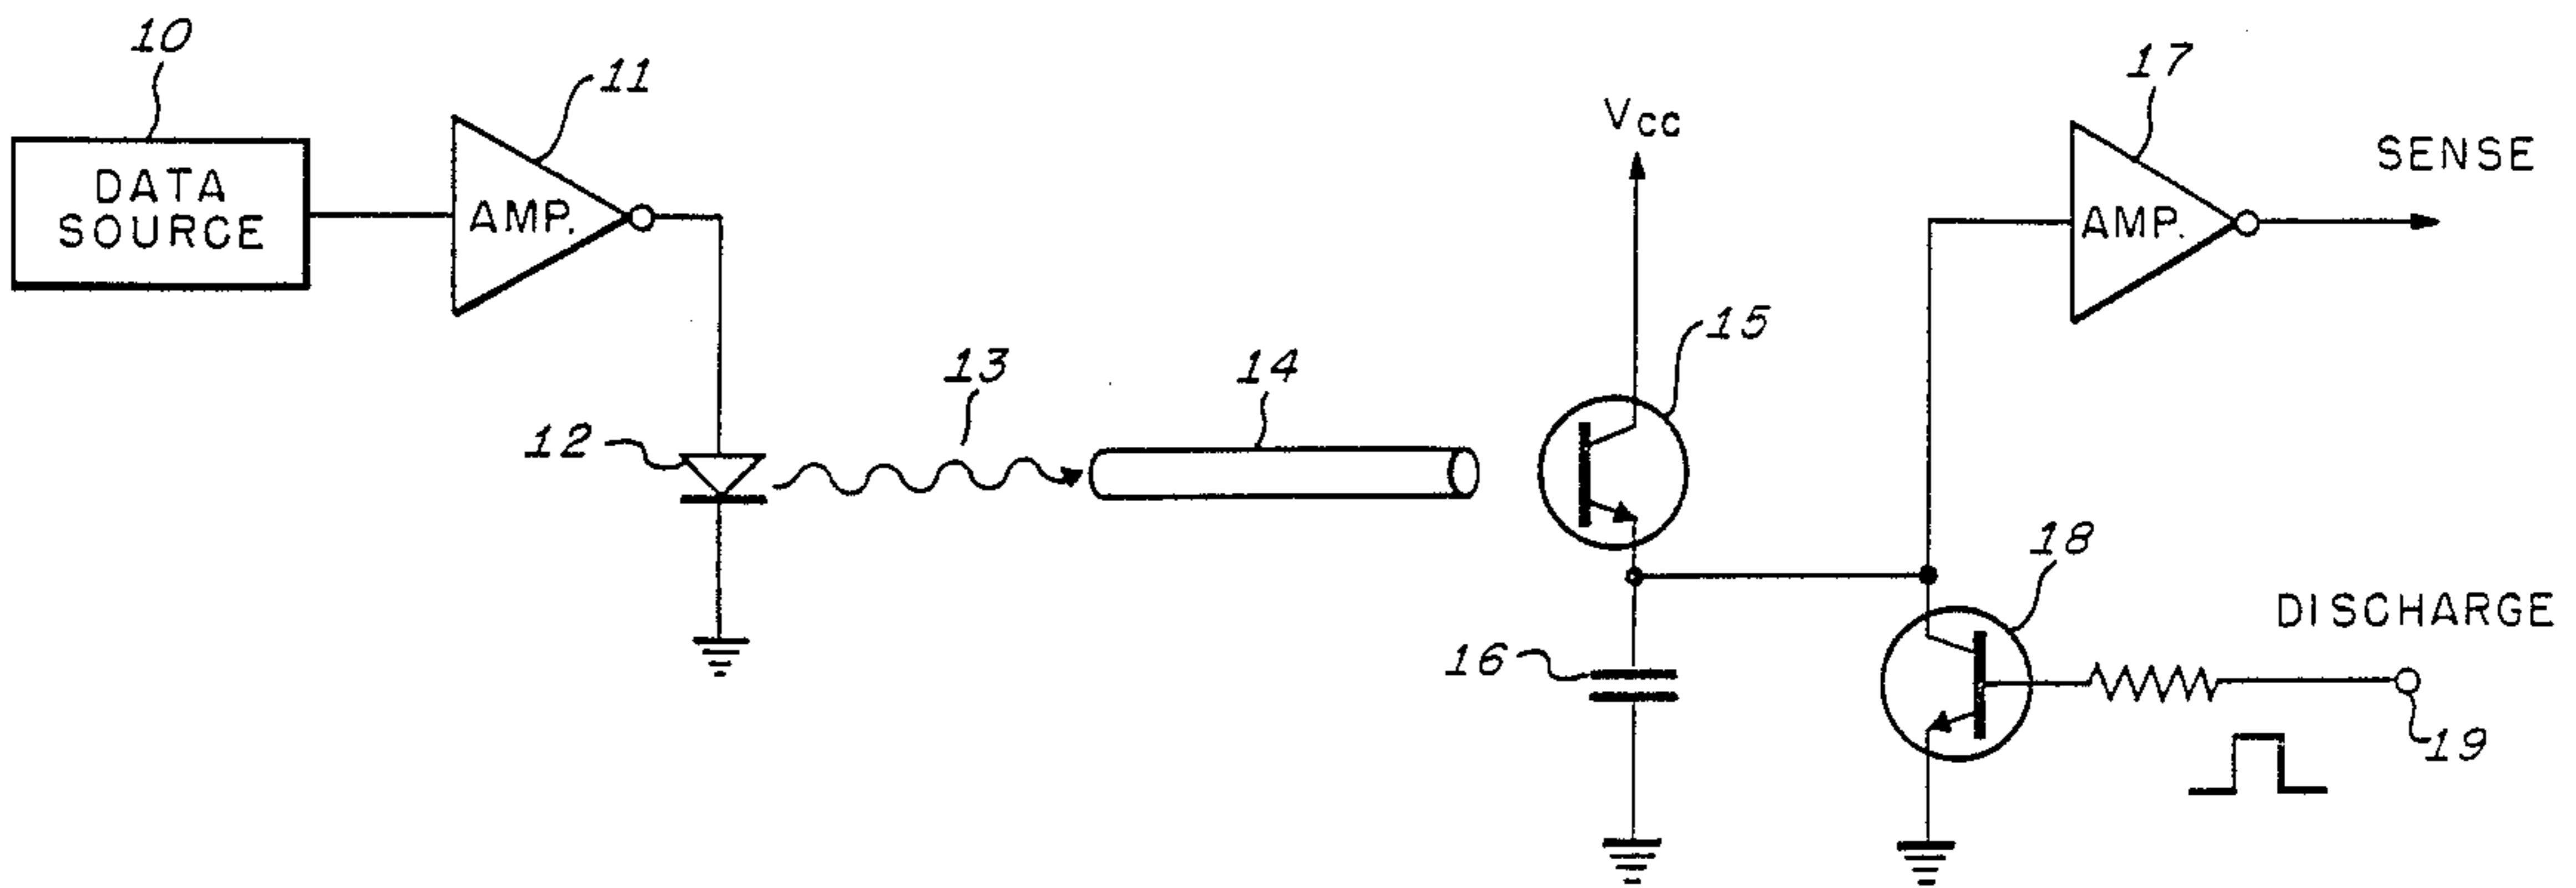 10
11
DATA
SOURCE
AMP.
12
13
14
Vcc
15
16
17
AMP.
SENSE
18
DISCHARGE
19